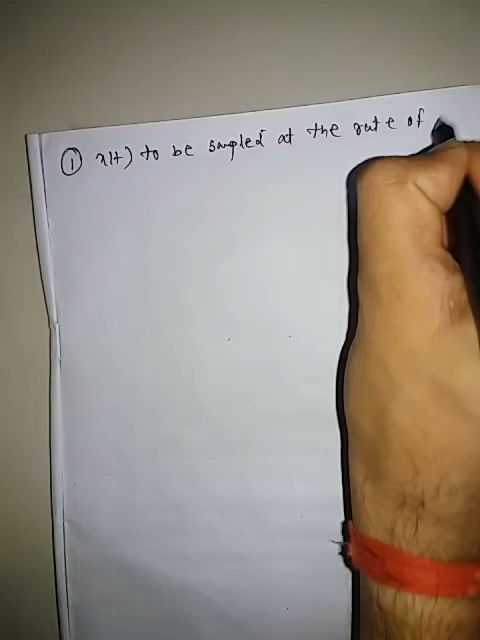 ① x(t) to be sampled at the rate of